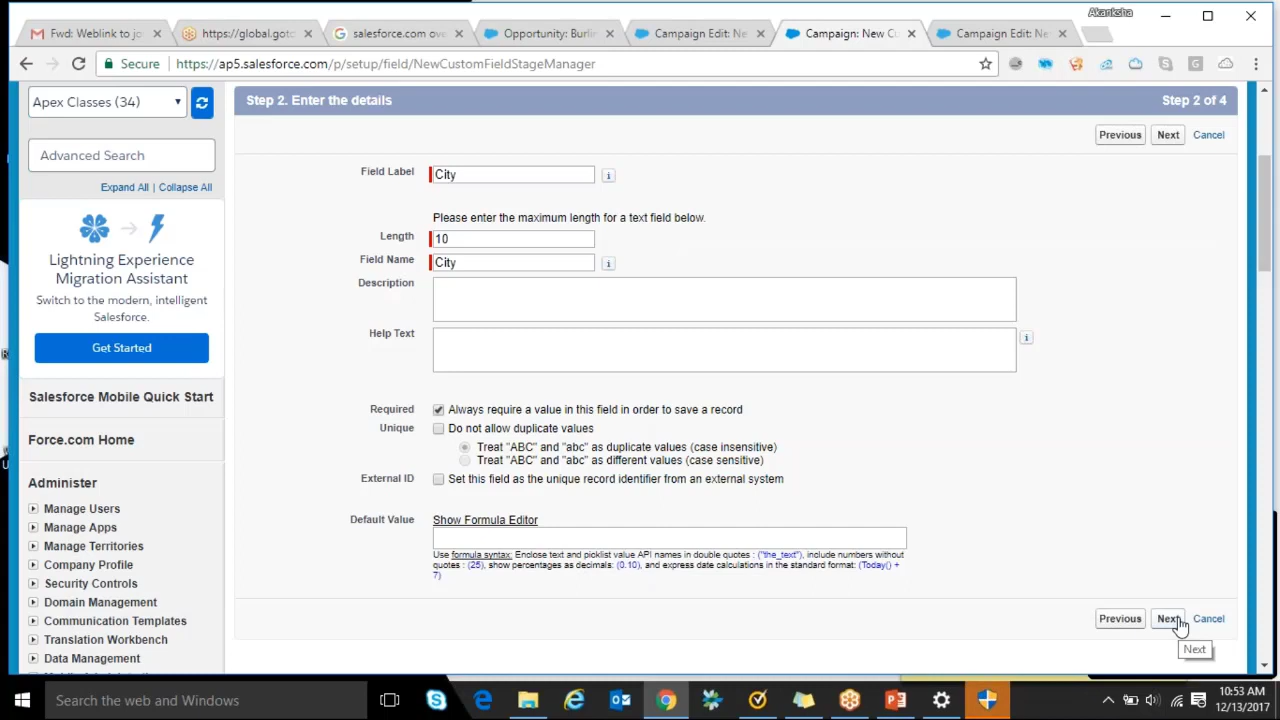 Akanksha
Fwd: Weblink to jo
https://global.goto
salesforce.com ove
Opportunity: Burlin
Campaign Edit: Ne
Campaign: New Cu
Campaign Edit: Ne
Secure
https://ap5.salesforce.com/p/setup/field/NewCustomFieldStageManager
Apex Classes (34)
Advanced Search
Expand All | Collapse All
Lightning Experience
Migration Assistant
Switch to the modern, intelligent
Salesforce.
Get Started
Salesforce Mobile Quick Start
Force.com Home
Administer
Manage Users
Manage Apps
Manage Territories
Company Profile
Security Controls
Domain Management
Communication Templates
Translation Workbench
Data Management
Step 2. Enter the details
Step 2 of 4
Previous
Next
Cancel
Field Label
City
Please enter the maximum length for a text field below.
Length
10
Field Name
City
Description
Help Text
Required
Always require a value in this field in order to save a record
Unique
Do not allow duplicate values
Treat "ABC" and "abc" as duplicate values (case insensitive)
Treat "ABC" and "abc" as different values (case sensitive)
External ID
Set this field as the unique record identifier from an external system
Default Value
Show Formula Editor
Use formula syntax: Enclose text and picklist value API names in double quotes : ("the_text"), include numbers without
quotes : (25), show percentages as decimals: (0.10), and express date calculations in the standard format: (Today() +
7)
Previous
Next
Cancel
Next
Search the web and Windows
10:53 AM
12/13/2017